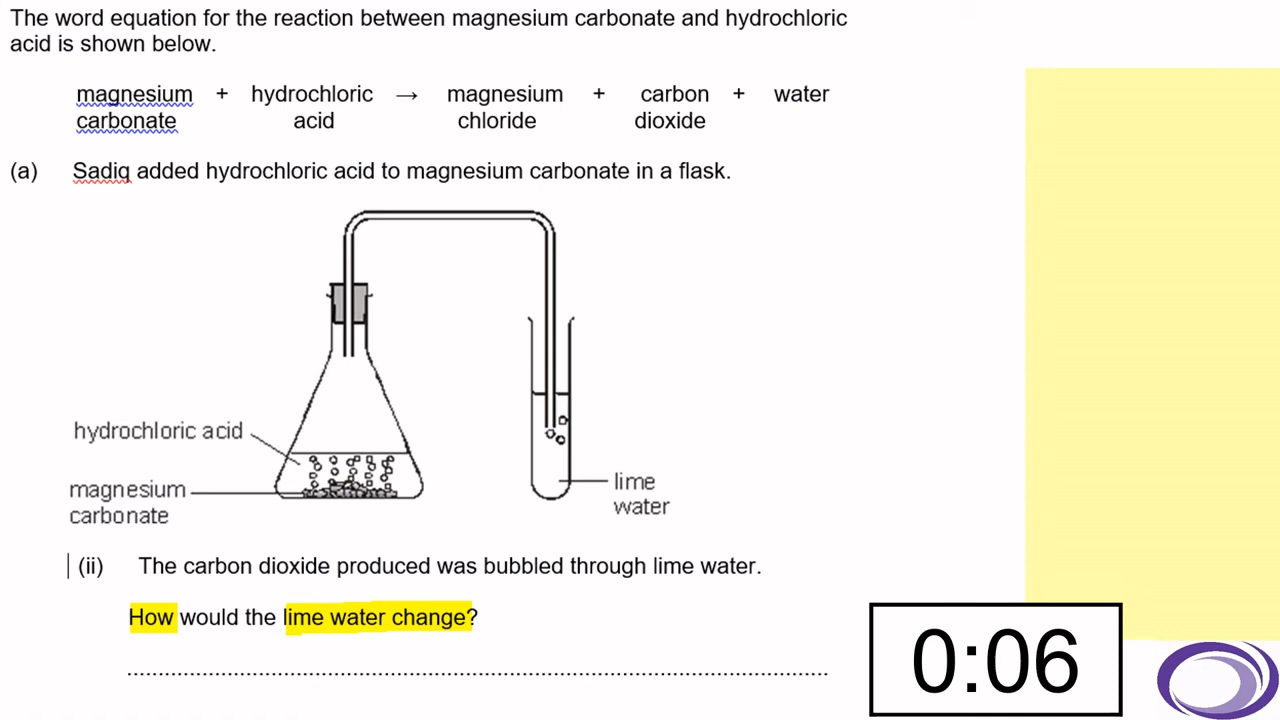 The word equation for the reaction between magnesium carbonate and hydrochloric
acid is shown below.
magnesium + hydrochloric → magnesium + carbon + water
carbonate acid chloride dioxide
(a) Sadiq added hydrochloric acid to magnesium carbonate in a flask.
hydrochloric acid
magnesium
carbonate
lime
water
(ii) The carbon dioxide produced was bubbled through lime water.
How would the lime water change?
0:06